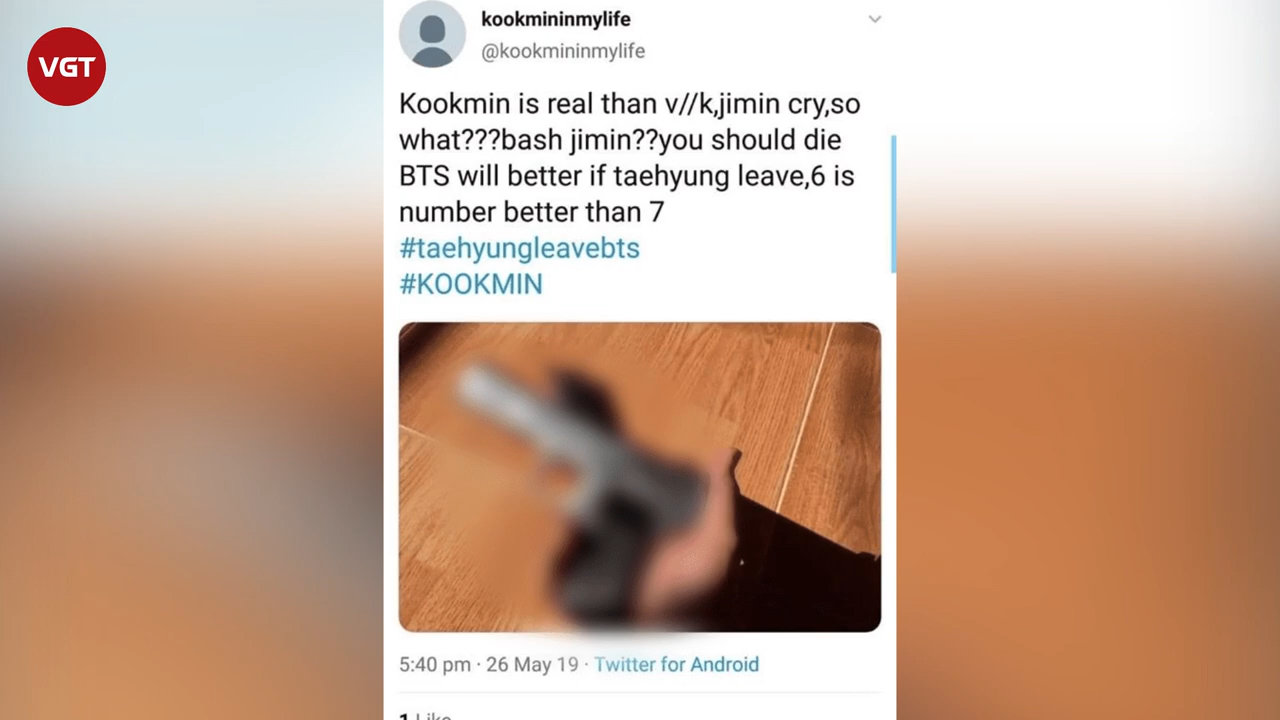 VGT
kookmininmylife
@kookmininmylife
Kookmin is real than v//k,jimin cry,so
what???bash jimin??you should die
BTS will better if taehyung leave,6 is
number better than 7
#taehyungleavebts
#KOOKMIN
5:40 pm · 26 May 19 · Twitter for Android
1 Like